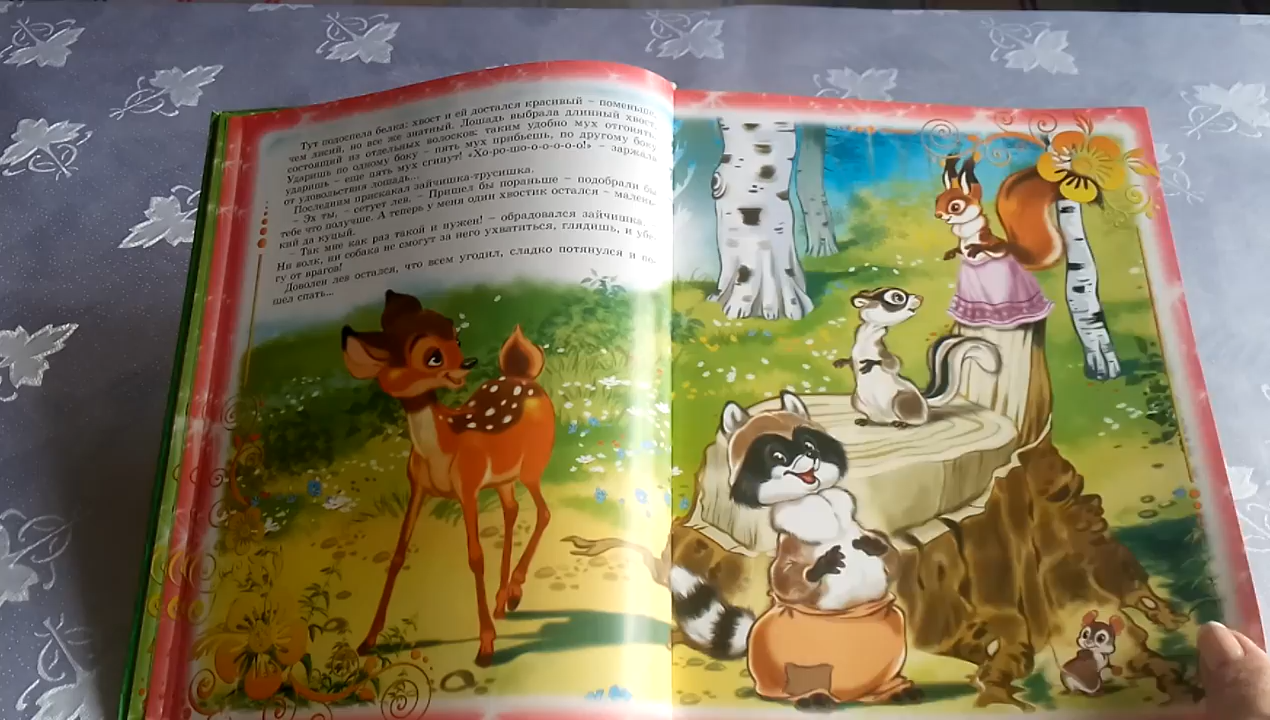 Тут подоспела белка: хвост и ей достался красивый – поменьше,
чем лисий, но все же знатный. Лошадь выбрала длинный хвост,
состоящий из отдельных волосков: таким удобно мух отгонять.
Ударишь по одному боку – пять мух прибьешь, по другому боку
ударишь – еще пять мух сгинут! «Хо-ро-шо-о-о-о-о-о!» – заржала
от удовольствия лошадь...
Последним прискакал зайчишка-трусишка.
– Эх ты, – сетует лев. – Пришел бы пораньше – подобрали бы
тебе что получше. А теперь у меня один хвостик остался – малень-
кий да куцый.
– Так мне как раз такой и нужен! – обрадовался зайчишка. –
Ни волк, ни собака не смогут за него ухватиться, глядишь, и убе-
гу от врагов!
Доволен лев остался, что всем угодил, сладко потянулся и по-
шел спать...